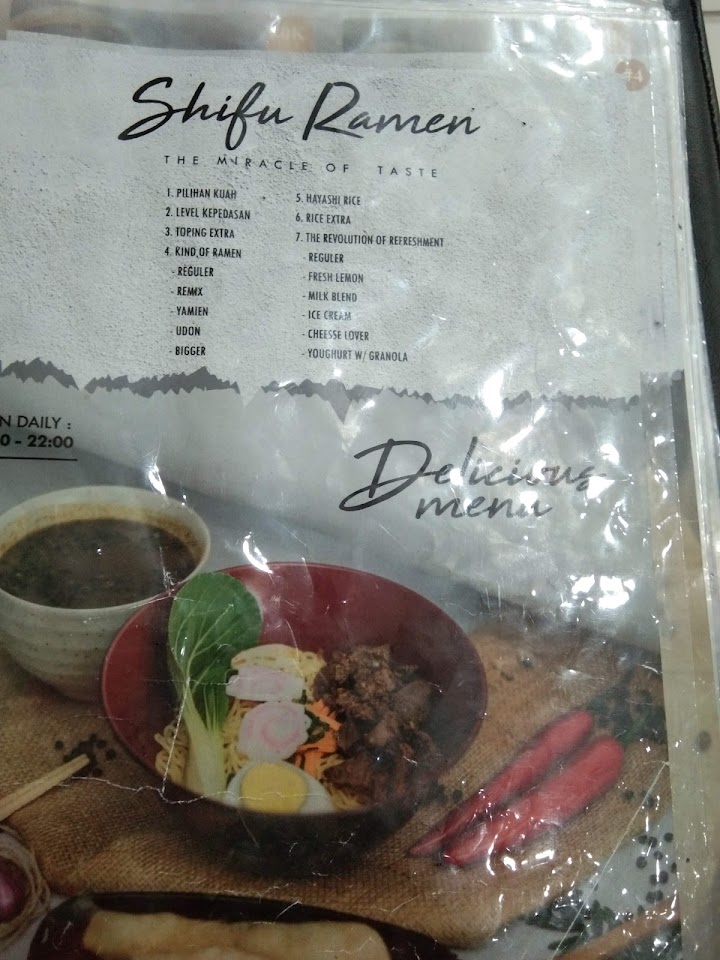 #4
Shifu Ramen
THE MIRACLE OF TASTE
1. PILIHAN KUAH
2. LEVEL KEPEDASAN
3. TOPING EXTRA
4. KIND OF RAMEN
- REGULER
- REMIX
- YAMIEN
- UDON
- BIGGER
5. HAYASHI RICE
6. RICE EXTRA
7. THE REVOLUTION OF REFRESHMENT
- REGULER
- FRESH LEMON
- MILK BLEND
- ICE CREAM
- CHEESSE LOVER
- YOUGHURT W/ GRANOLA
N DAILY :
0 - 22:00
Delicious
menu